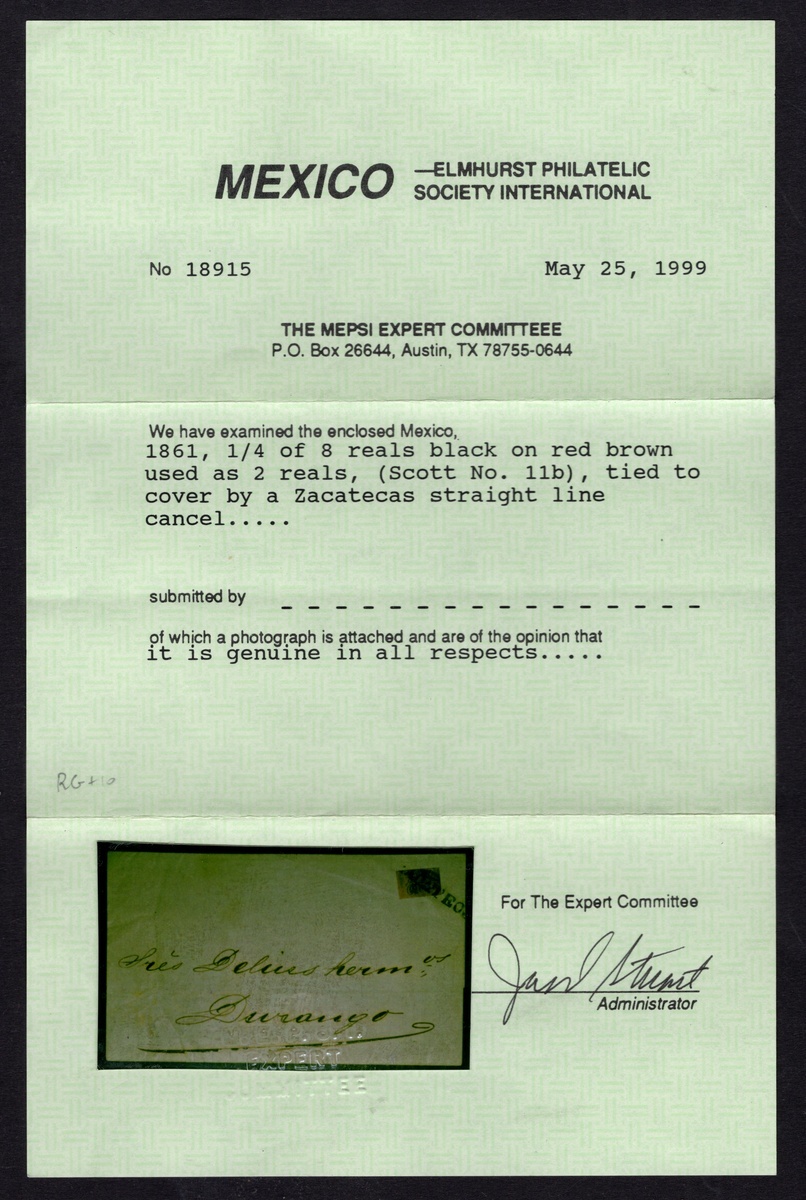 MEXICO —ELMHURST PHILATELIC
SOCIETY INTERNATIONAL
No 18915 May 25, 1999
THE MEPSI EXPERT COMMITTEEE
P.O. Box 26644, Austin, TX 78755-0644
We have examined the enclosed Mexico,
1861, 1/4 of 8 reals black on red brown
used as 2 reals, (Scott No. 11b), tied to
cover by a Zacatecas straight line
cancel.....
submitted by
of which a photograph is attached and are of the opinion that
it is genuine in all respects.....
For The Expert Committee
Administrator
Delius herm.os
Durango
EXPERT